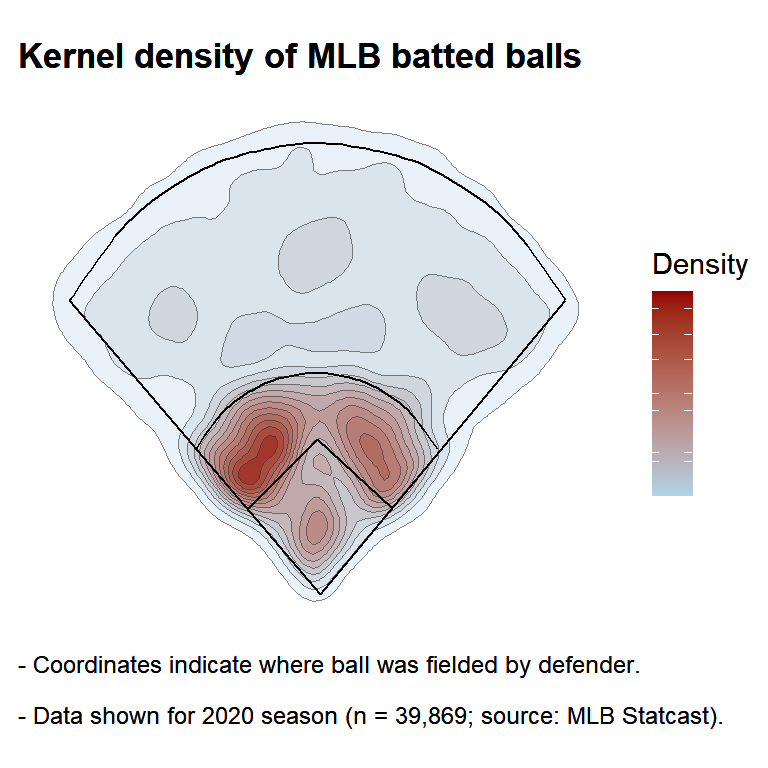 Kernel density of MLB batted balls
Density
- Coordinates indicate where ball was fielded by defender.
- Data shown for 2020 season (n = 39,869; source: MLB Statcast).